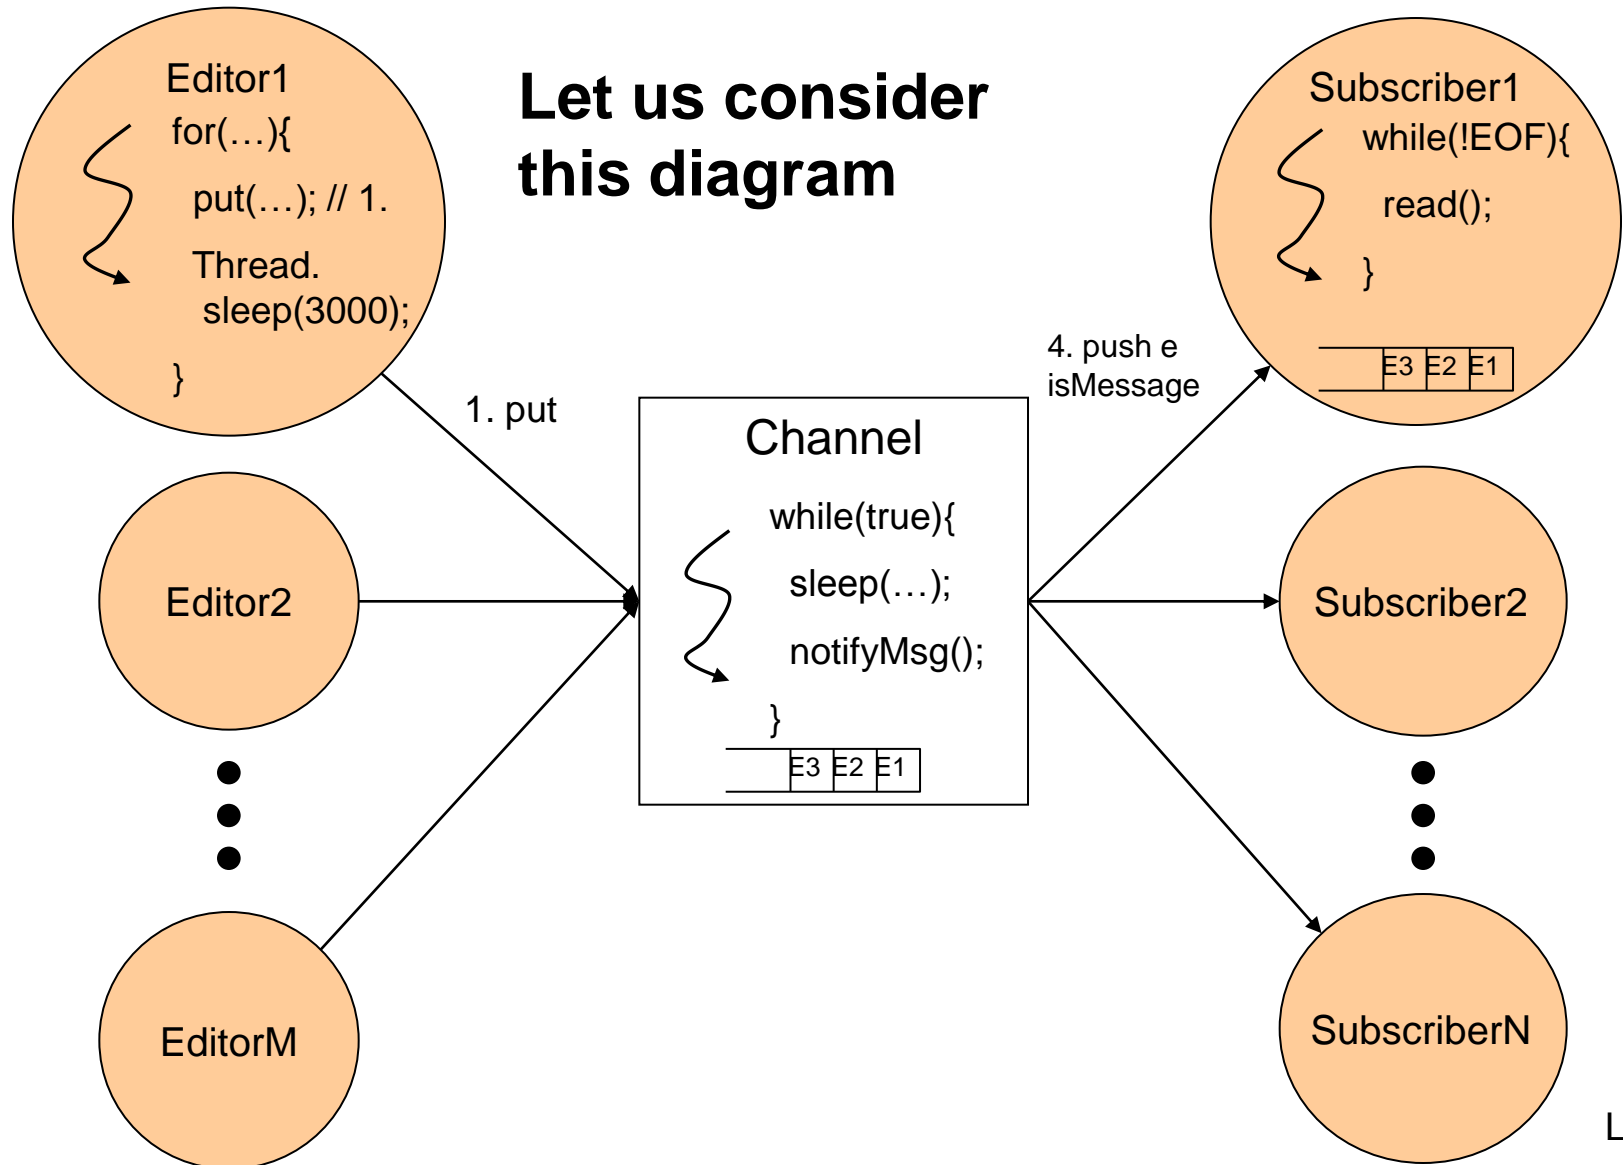 Let us consider
this diagram
Editor1
for(…){
put(…); // 1.
Thread.
sleep(3000);
}
1. put
Editor2
EditorM
Channel
while(true){
sleep(…);
notifyMsg();
}
E3 E2 E1
4. push e
isMessage
Subscriber1
while(!EOF){
read();
}
E3 E2 E1
Subscriber2
SubscriberN
L